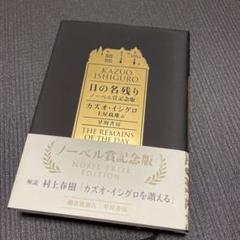 KAZUO
ISHIGURO
日の名残り
ノーベル賞記念版
カズオ・イシグロ
土屋政雄 訳
早川書房
THE REMAINS
OF THE DAY
ノーベル賞記念版
NOBEL PRIZE
EDITION
解説 村上春樹「カズオ・イシグロを讃える」
早川書房